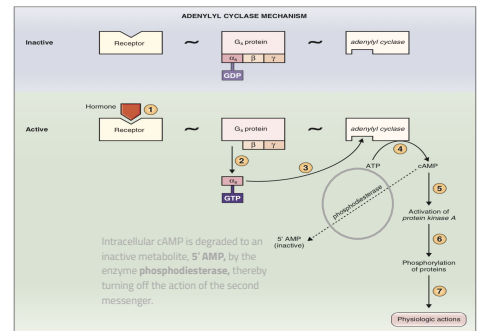 ADENYLYL CYCLASE MECHANISM
Inactive
Receptor
~
Gs protein
~
adenylyl cyclase
αs β γ
GDP
Hormone
1
Active
Receptor
~
Gs protein
~
adenylyl cyclase
β γ
2
3
4
ATP
cAMP
αs
GTP
phosphodiesterase
5
Activation of
protein kinase A
5' AMP
(inactive)
6
Phosphorylation
of proteins
7
Physiologic actions
Intracellular cAMP is degraded to an
inactive metabolite, 5' AMP, by the
enzyme phosphodiesterase, thereby
turning off the action of the second
messenger.